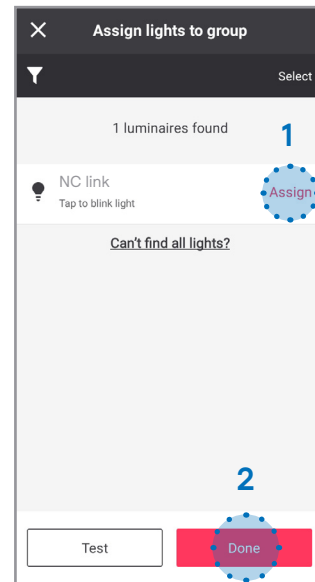 Assign lights to group
Select
1 luminaires found
1
NC link
Assign
Tap to blink light
Can't find all lights?
2
Test
Done